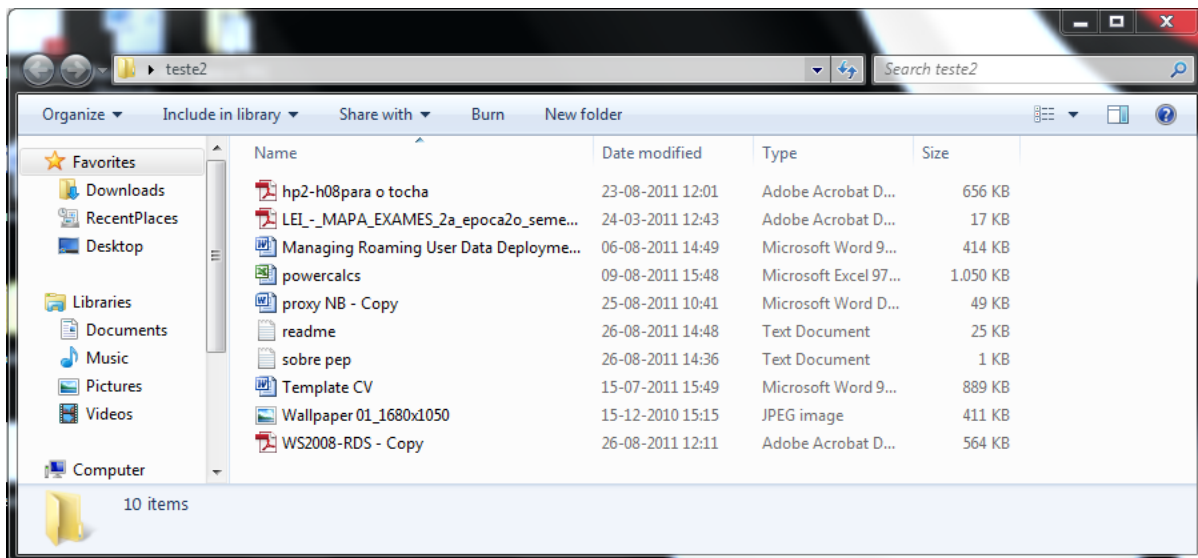 teste2
Search teste2
Organize Include in library Share with Burn New folder
Favorites
Downloads
RecentPlaces
Desktop
Libraries
Documents
Music
Pictures
Videos
Computer
Name Date modified Type Size
hp2-h08para o tocha 23-08-2011 12:01 Adobe Acrobat D... 656 KB
LEI_-_MAPA_EXAMES_2a_epoca2o_seme... 24-03-2011 12:43 Adobe Acrobat D... 17 KB
Managing Roaming User Data Deployme... 06-08-2011 14:49 Microsoft Word 9... 414 KB
powercalcs 09-08-2011 15:48 Microsoft Excel 97... 1.050 KB
proxy NB - Copy 25-08-2011 10:41 Microsoft Word D... 49 KB
readme 26-08-2011 14:48 Text Document 25 KB
sobre pep 26-08-2011 14:36 Text Document 1 KB
Template CV 15-07-2011 15:49 Microsoft Word 9... 889 KB
Wallpaper 01_1680x1050 15-12-2010 15:15 JPEG image 411 KB
WS2008-RDS - Copy 26-08-2011 12:11 Adobe Acrobat D... 564 KB
10 items